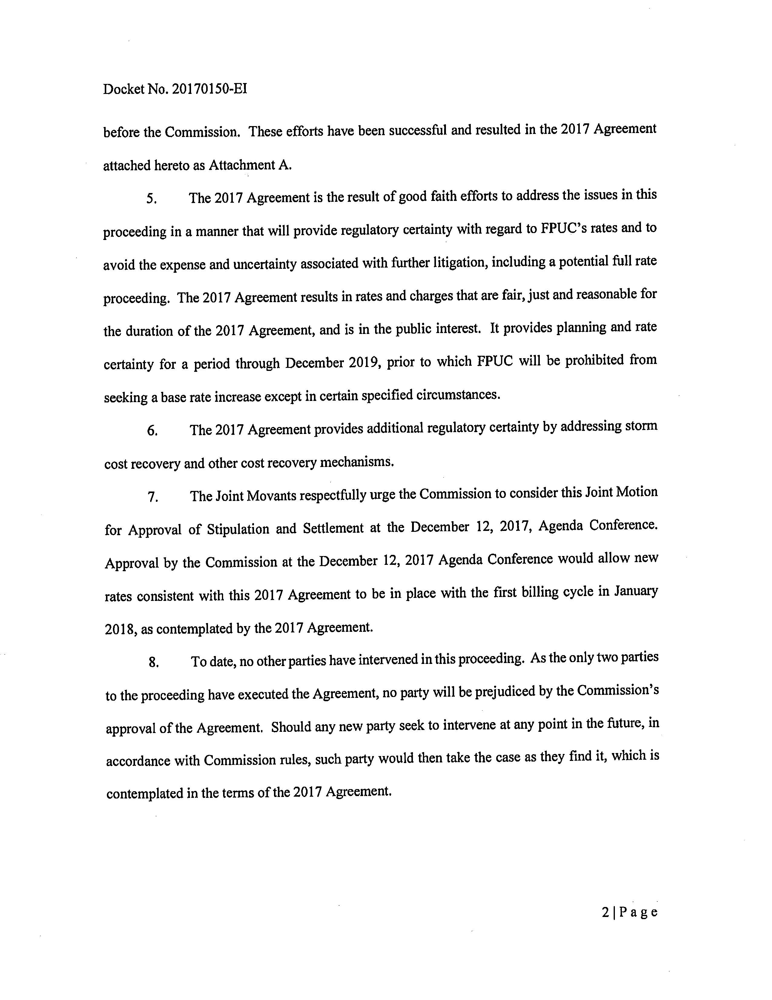 Docket No. 20170150-EI
before the Commission. These efforts have been successful and resulted in the 2017 Agreement
attached hereto as Attachment A.
5. The 2017 Agreement is the result of good faith efforts to address the issues in this
proceeding in a manner that will provide regulatory certainty with regard to FPUC's rates and to
avoid the expense and uncertainty associated with further litigation, including a potential full rate
proceeding. The 2017 Agreement results in rates and charges that are fair, just and reasonable for
the duration of the 2017 Agreement, and is in the public interest. It provides planning and rate
certainty for a period through December 2019, prior to which FPUC will be prohibited from
seeking a base rate increase except in certain specified circumstances.
6. The 2017 Agreement provides additional regulatory certainty by addressing storm
cost recovery and other cost recovery mechanisms.
7. The Joint Movants respectfully urge the Commission to consider this Joint Motion
for Approval of Stipulation and Settlement at the December 12, 2017, Agenda Conference.
Approval by the Commission at the December 12, 2017 Agenda Conference would allow new
rates consistent with this 2017 Agreement to be in place with the first billing cycle in January
2018, as contemplated by the 2017 Agreement.
8. To date, no other parties have intervened in this proceeding. As the only two parties
to the proceeding have executed the Agreement, no party will be prejudiced by the Commission's
approval of the Agreement. Should any new party seek to intervene at any point in the future, in
accordance with Commission rules, such party would then take the case as they find it, which is
contemplated in the terms of the 2017 Agreement.
2 | P a g e